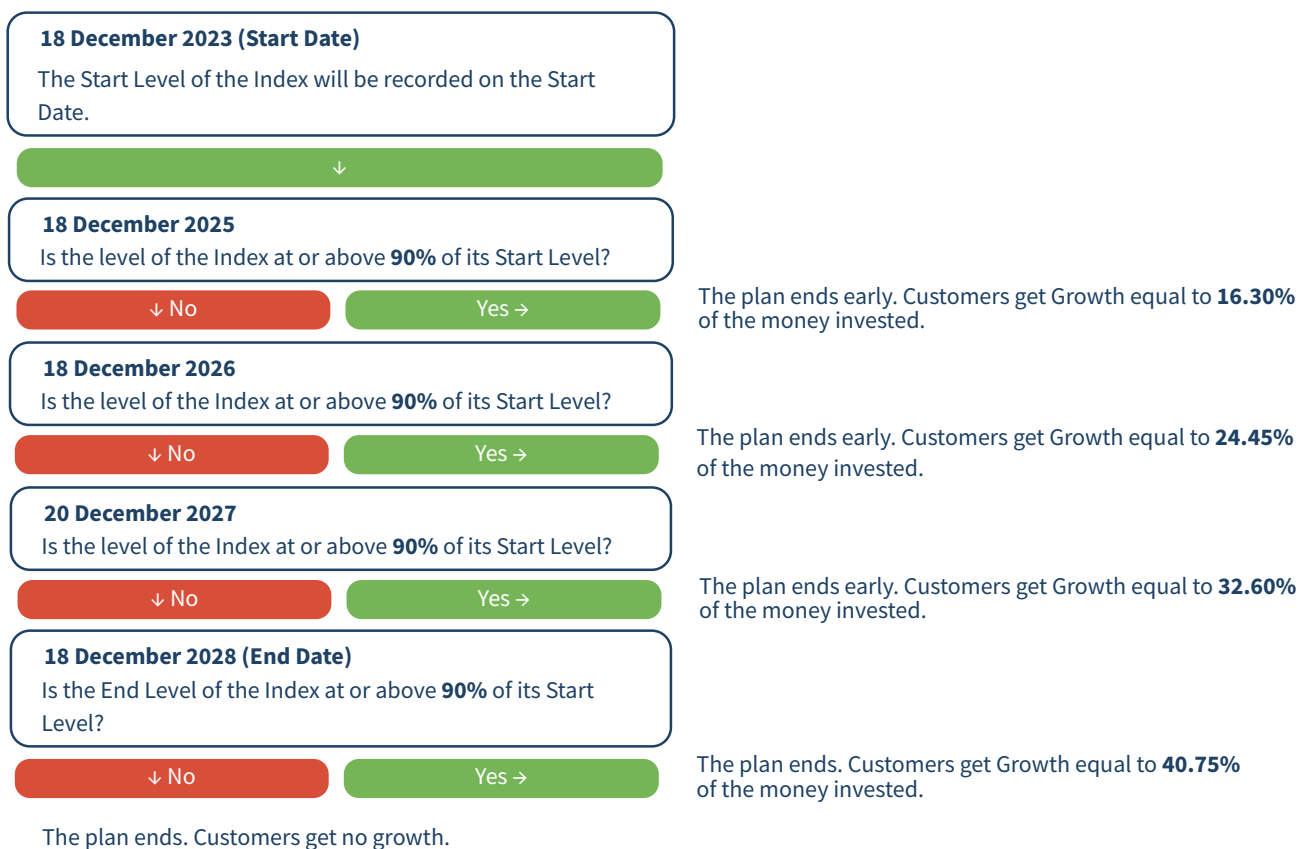 18 December 2023 (Start Date)
The Start Level of the Index will be recorded on the Start
Date.
↓
18 December 2025
Is the level of the Index at or above 90% of its Start Level?
↓ No
Yes →
The plan ends early. Customers get Growth equal to 16.30%
of the money invested.
18 December 2026
Is the level of the Index at or above 90% of its Start Level?
↓ No
Yes →
The plan ends early. Customers get Growth equal to 24.45%
of the money invested.
20 December 2027
Is the level of the Index at or above 90% of its Start Level?
↓ No
Yes →
The plan ends early. Customers get Growth equal to 32.60%
of the money invested.
18 December 2028 (End Date)
Is the End Level of the Index at or above 90% of its Start
Level?
↓ No
Yes →
The plan ends. Customers get Growth equal to 40.75%
of the money invested.
The plan ends. Customers get no growth.